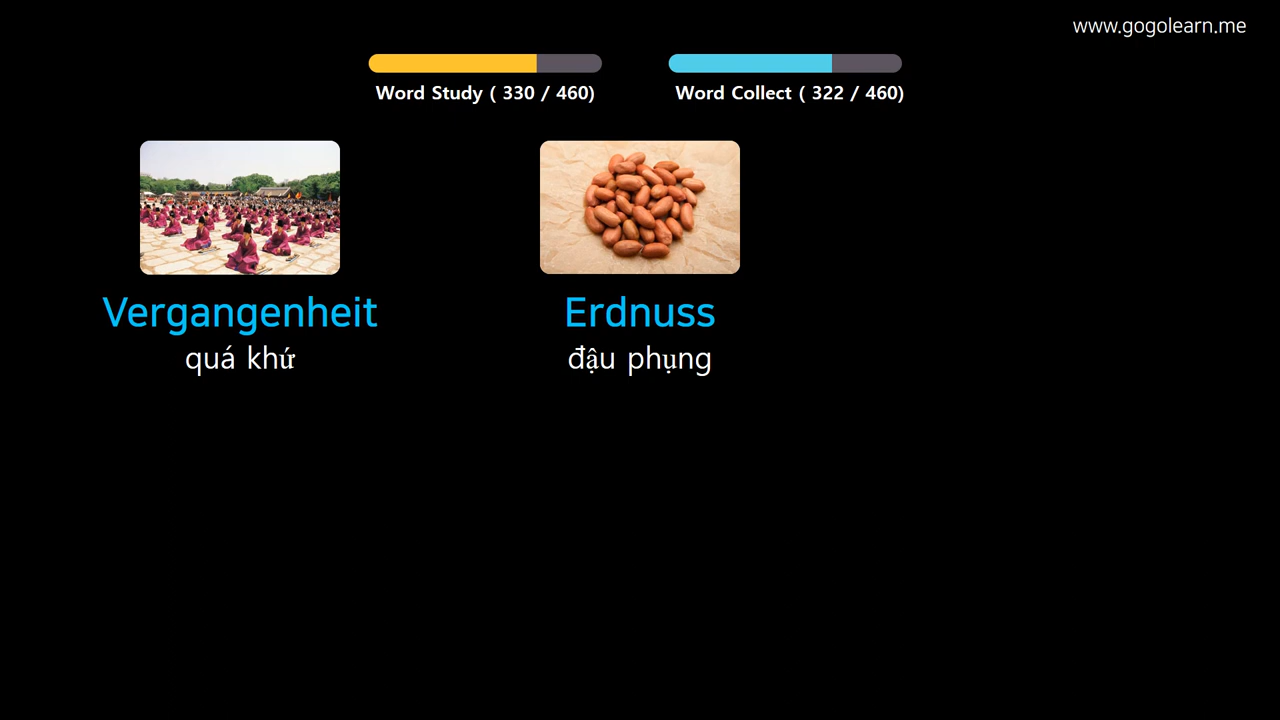 www.gogolearn.me
Word Study ( 330 / 460)
Word Collect ( 322 / 460)
Vergangenheit
quá khứ
Erdnuss
đậu phụng